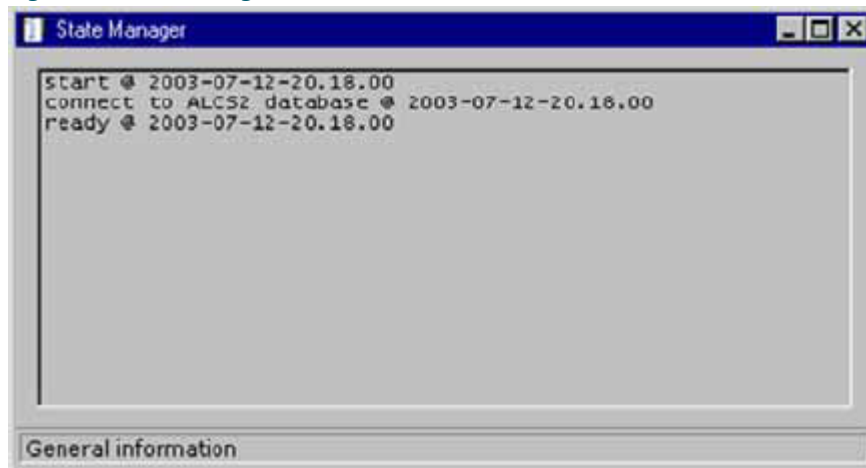 State Manager
start @ 2003-07-12-20.18.00
connect to ALCS2 database @ 2003-07-12-20.18.00
ready @ 2003-07-12-20.18.00
General information